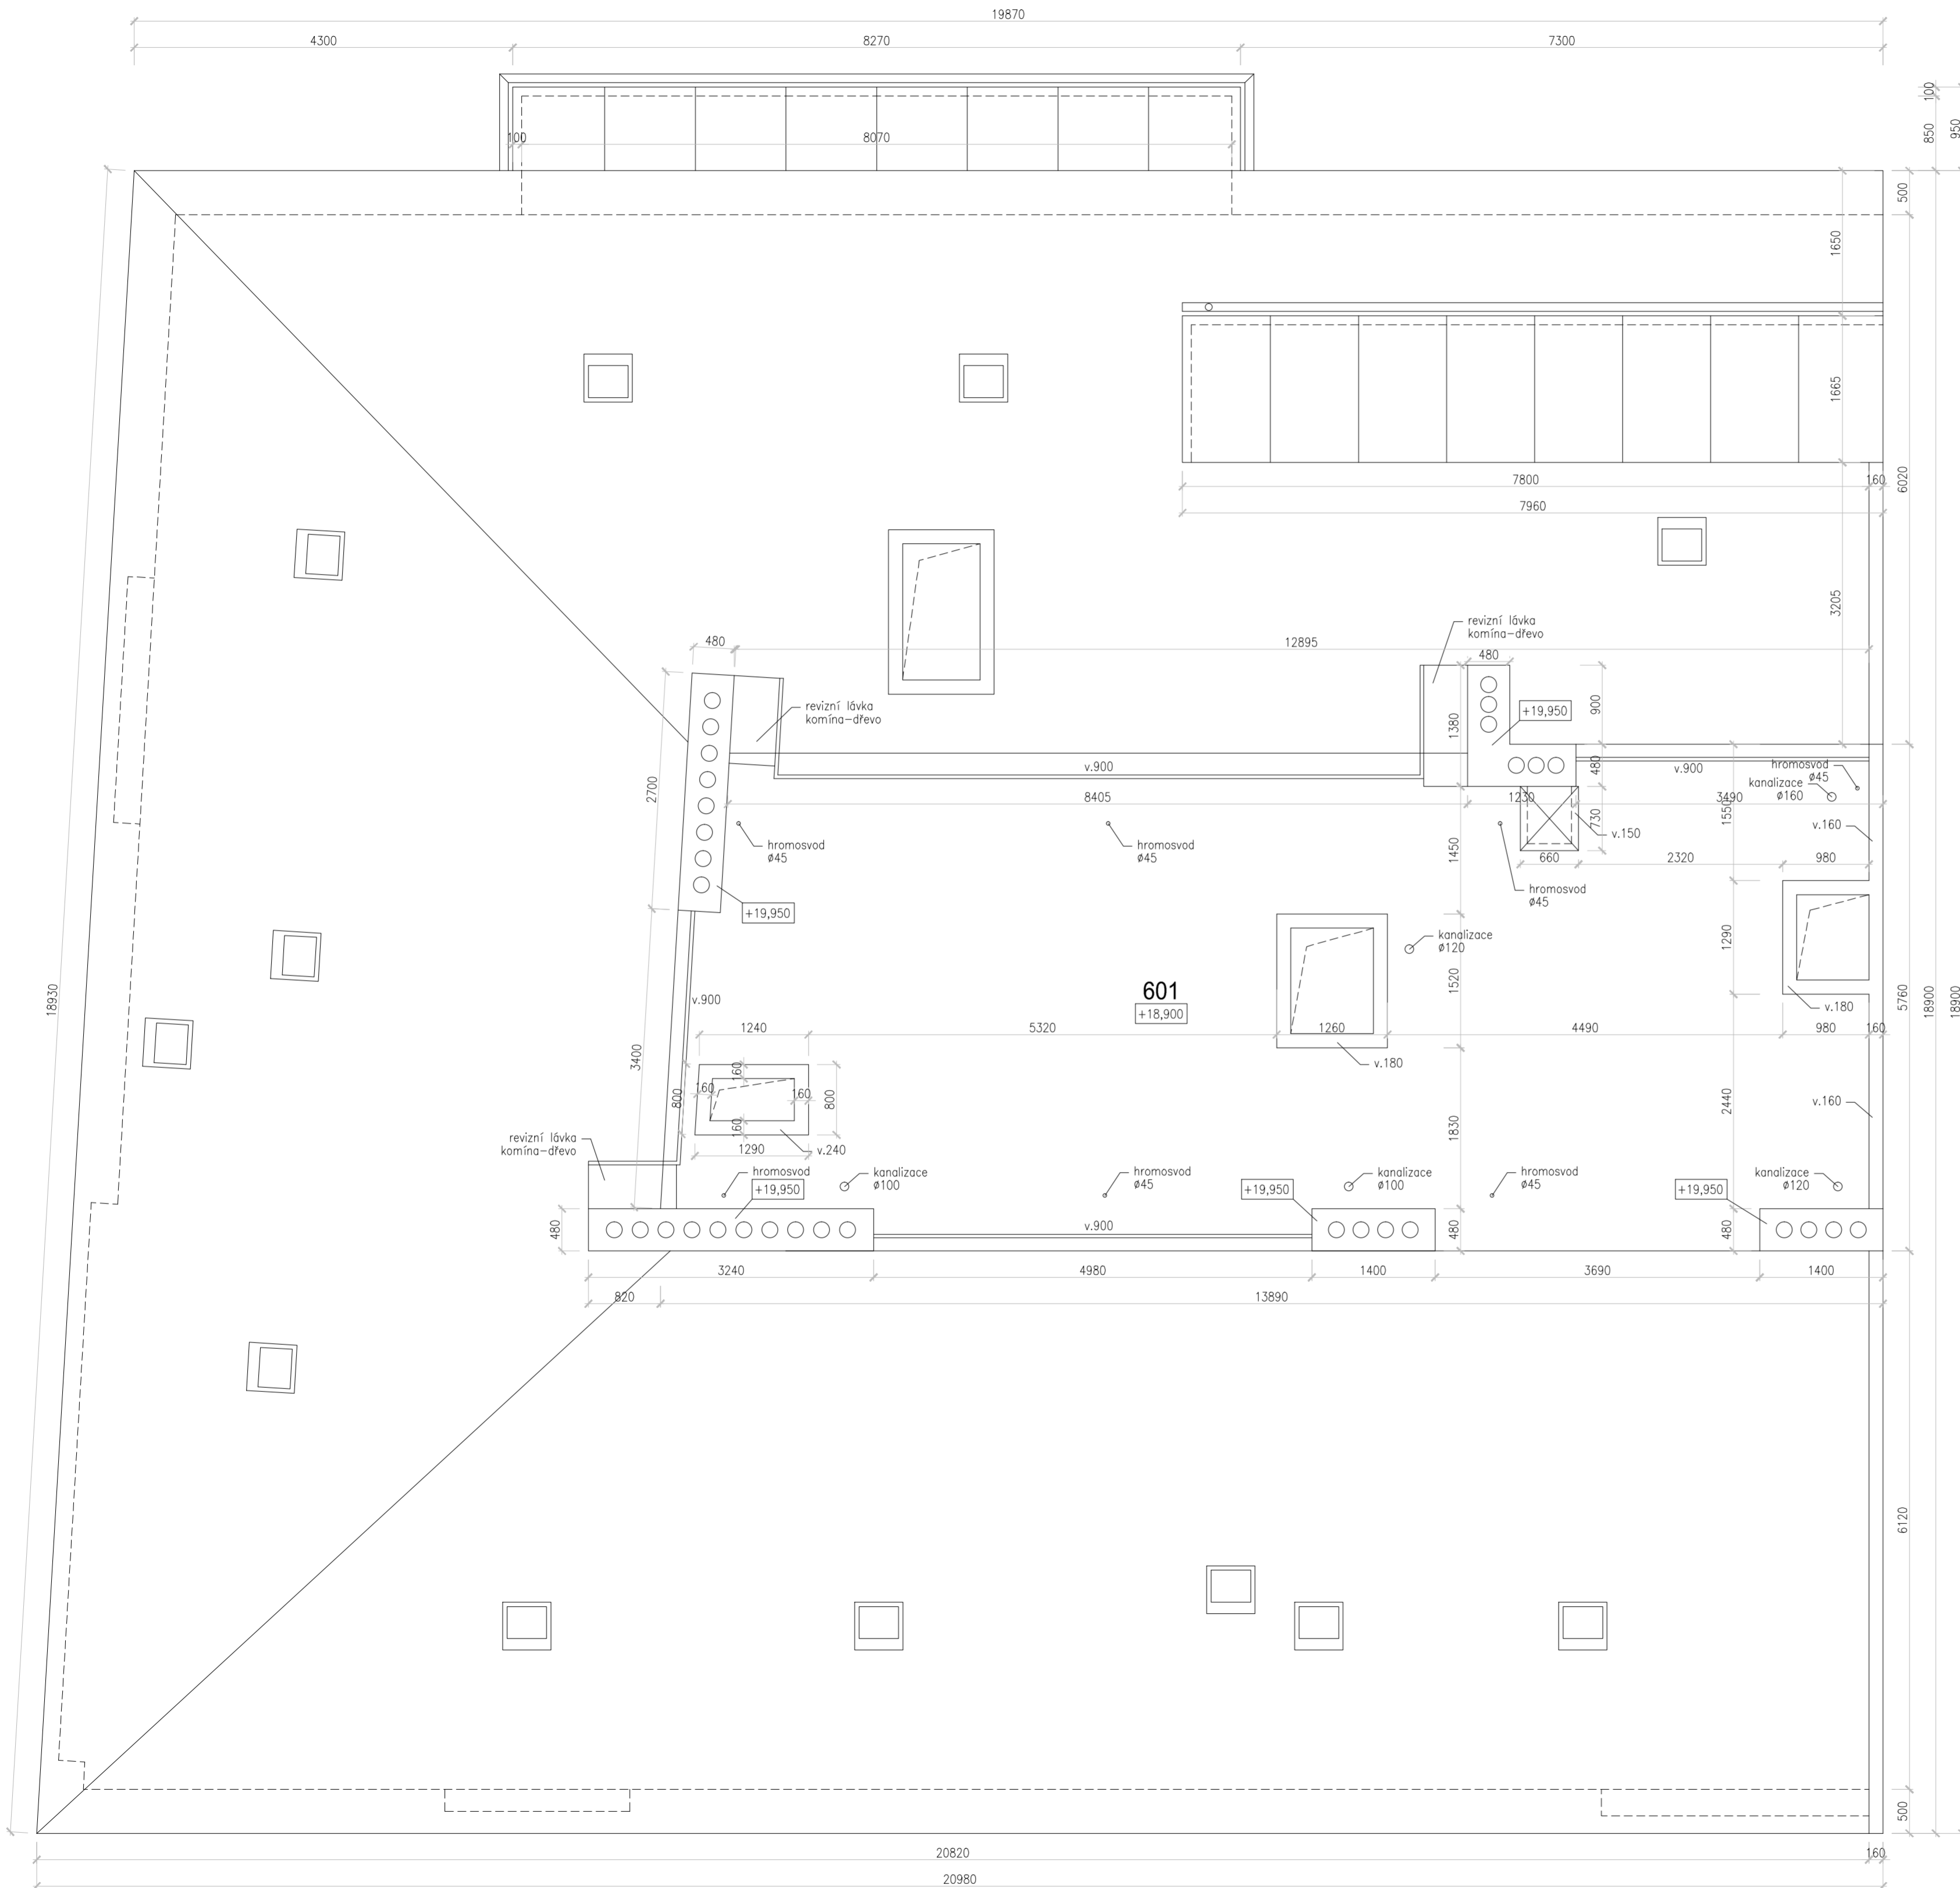 19870
4300
8270
7300
100
850
950
100
8070
500
1650
1665
7800
160
7960
6020
3205
revizní lávka
komína-dřevo
480
12895
480
revizní lávka
komína-dřevo
+19,950
900
1380
v.900
480
v.900
hromosvod
ø45
kanalizace
ø160
2700
8405
1230
3490
1550
730
v.150
v.160
hromosvod
ø45
hromosvod
ø45
1450
660
2320
980
hromosvod
ø45
+19,950
kanalizace
ø120
1290
18930
v.900
601
+18,900
1520
v.180
5760
18900
18900
1240
5320
1260
4490
980
160
3400
v.180
160
160
160
800
800
160
v.160
2440
1830
revizní lávka
komína-dřevo
1290
v.240
hromosvod
+19,950
kanalizace
ø100
hromosvod
ø45
+19,950
kanalizace
ø100
hromosvod
ø45
kanalizace
ø120
+19,950
480
v.900
480
480
3240
4980
1400
3690
1400
820
13890
6120
500
20820
160
20980